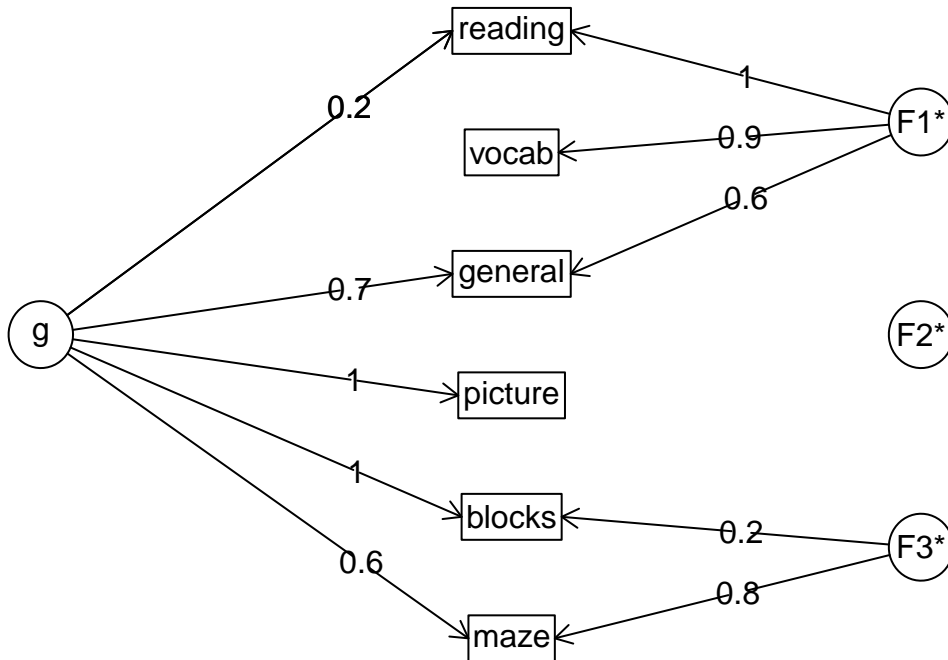 reading
1
0.2
F1*
vocab
0.9
0.6
general
0.7
g
F2*
1
picture
1
blocks
0.2
F3*
0.6
0.8
maze